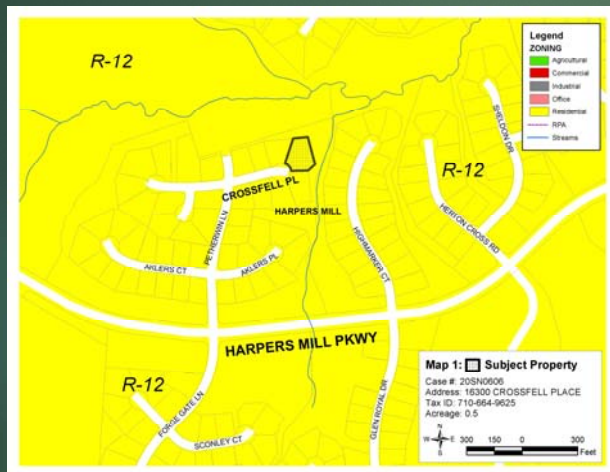 R-12
Legend
ZONING
Agricultural
Commercial
Industrial
Office
Residential
RPA
Streams
SHELDON DR
R-12
CROSSFELL PL
HARPERS MILL
PETHERWIN LN
HIGHMARKER CT
HERTON CROSS RD
AKLERS CT
AKLERS PL
HARPERS MILL PKWY
R-12
FORGE GATE LN
SCONLEY CT
GLEN ROYAL DR
Map 1: Subject Property
Case #: 20SN0606
Address: 16300 CROSSFELL PLACE
Tax ID: 710-664-9625
Acreage: 0.5
N
W E
S
300 150 0 300
Feet